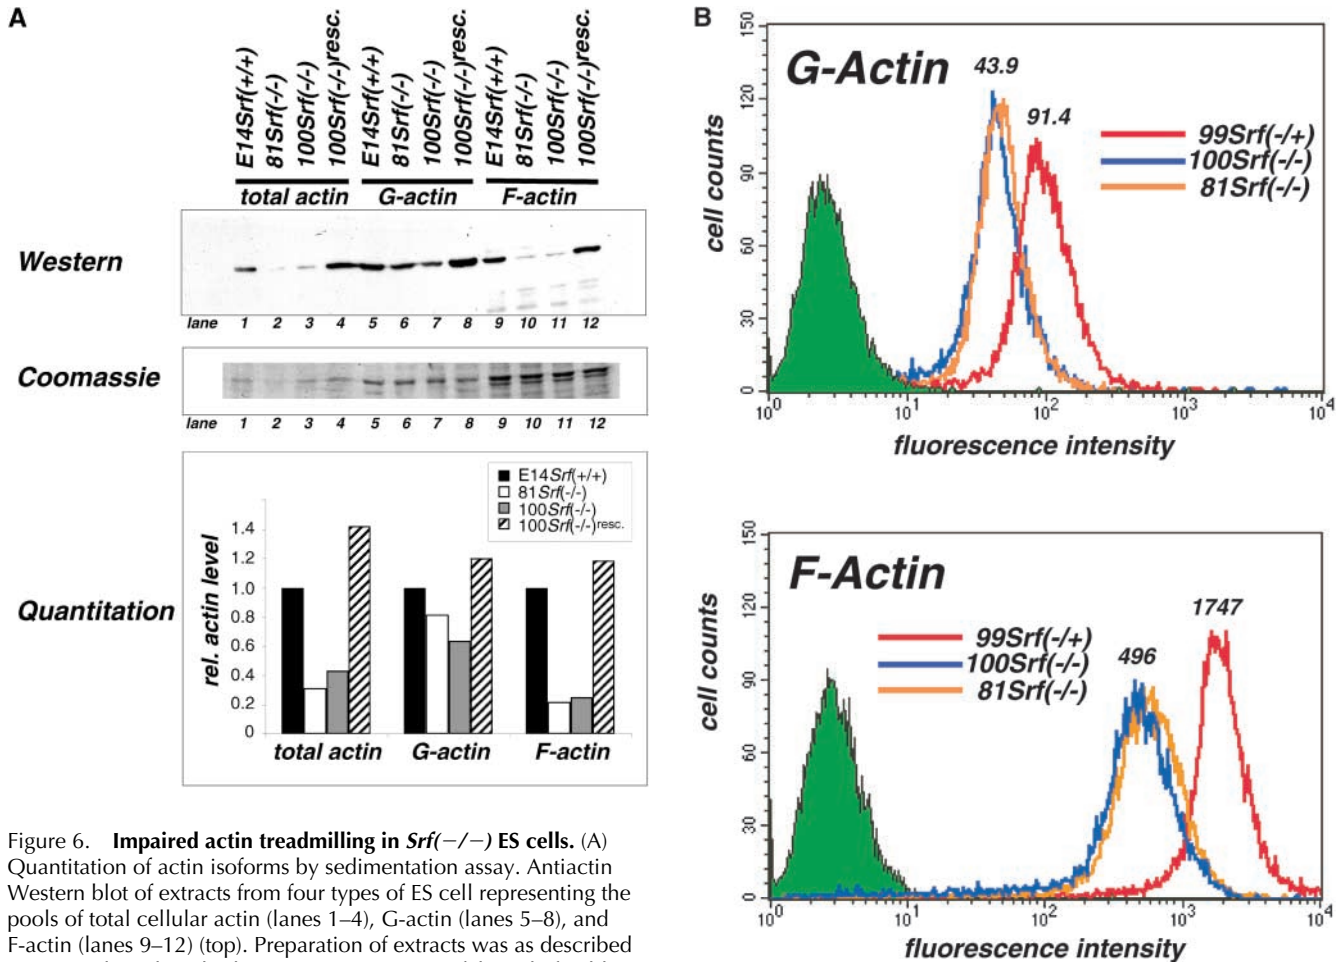 A
E14Srf(+/+)
81Srf(-/-)
100Srf(-/-)
100Srf(-/-)resc.
E14Srf(+/+)
81Srf(-/-)
100Srf(-/-)
100Srf(-/-)resc.
E14Srf(+/+)
81Srf(-/-)
100Srf(-/-)
100Srf(-/-)resc.
total actin G-actin F-actin
Western
lane 1 2 3 4 5 6 7 8 9 10 11 12
Coomassie
lane 1 2 3 4 5 6 7 8 9 10 11 12
Quantitation
E14Srf(+/+)
81Srf(-/-)
100Srf(-/-)
100Srf(-/-)resc.
rel. actin level
1.4
1.2
1.0
0.8
0.6
0.4
0.2
0
total actin G-actin F-actin
Figure 6. Impaired actin treadmilling in Srf(−/−) ES cells. (A)
Quantitation of actin isoforms by sedimentation assay. Antiactin
Western blot of extracts from four types of ES cell representing the
pools of total cellular actin (lanes 1–4), G-actin (lanes 5–8), and
F-actin (lanes 9–12) (top). Preparation of extracts was as described
B
G-Actin
43.9
91.4
99Srf(-/+)
100Srf(-/-)
81Srf(-/-)
cell counts
150
120
90
60
30
0
10^0 10^1 10^2 10^3 10^4
fluorescence intensity
F-Actin
1747
496
99Srf(-/+)
100Srf(-/-)
81Srf(-/-)
cell counts
150
120
90
60
30
0
10^0 10^1 10^2 10^3 10^4
fluorescence intensity